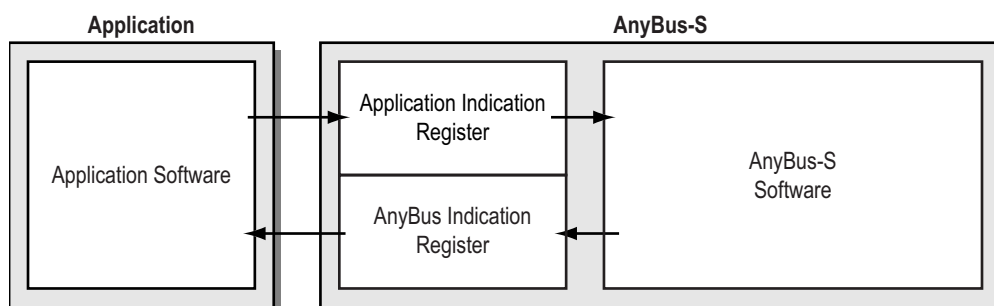 Application
AnyBus-S
Application Software
Application Indication
Register
AnyBus Indication
Register
AnyBus-S
Software